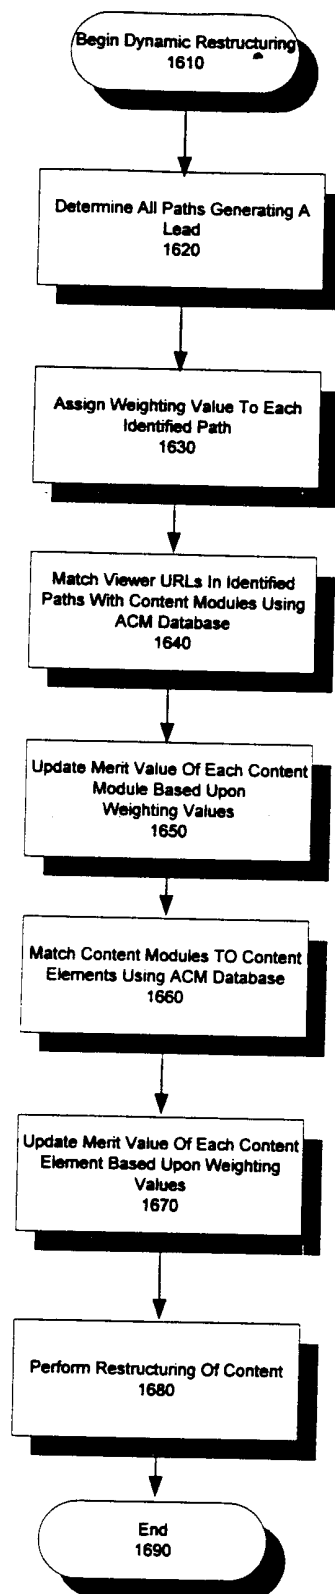 Begin Dynamic Restructuring
1610
Determine All Paths Generating A
Lead
1620
Assign Weighting Value To Each
Identified Path
1630
Match Viewer URLs In Identified
Paths With Content Modules Using
ACM Database
1640
Update Merit Value Of Each Content
Module Based Upon
Weighting Values
1650
Match Content Modules TO Content
Elements Using ACM Database
1660
Update Merit Value Of Each Content
Element Based Upon Weighting
Values
1670
Perform Restructuring Of Content
1680
End
1690